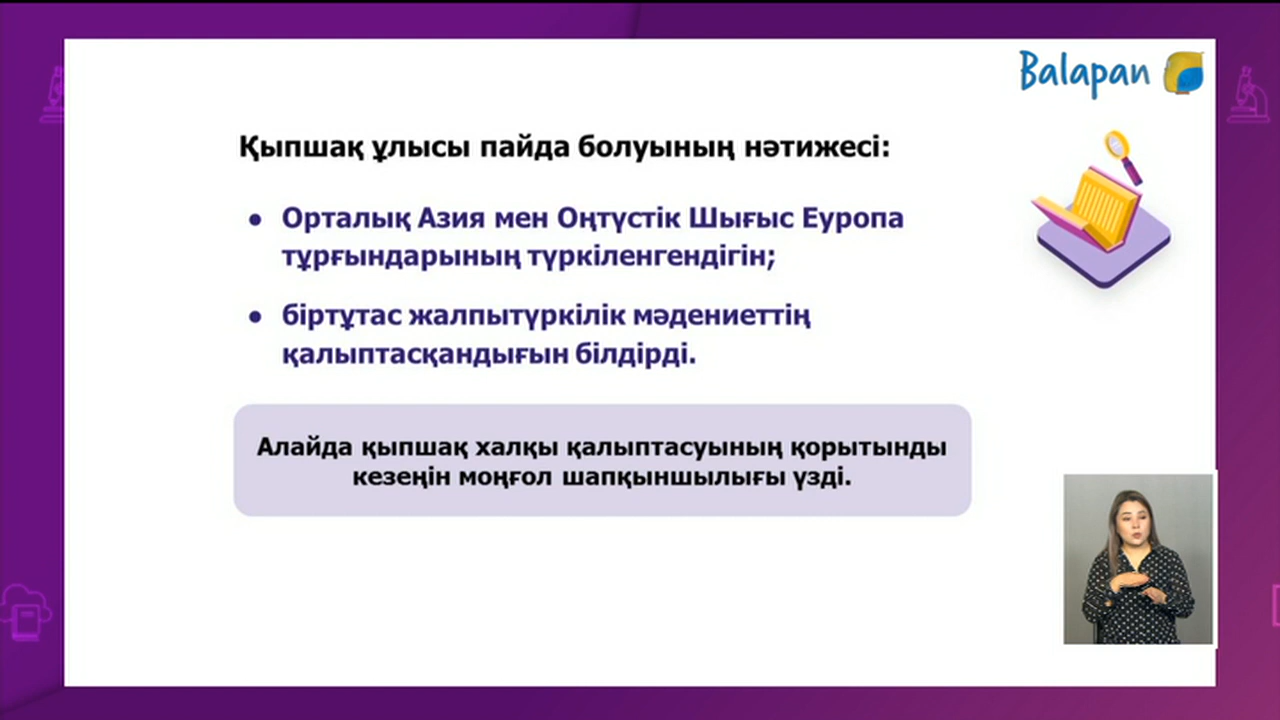 Balapan
Қыпшақ ұлысы пайда болуының нәтижесі:
● Орталық Азия мен Оңтүстік Шығыс Еуропа
тұрғындарының түркіленгендігін;
● біртұтас жалпытүркілік мәдениеттің
қалыптасқандығын білдірді.
Алайда қыпшақ халқы қалыптасуының қорытынды
кезеңін моңғол шапқыншылығы үзді.